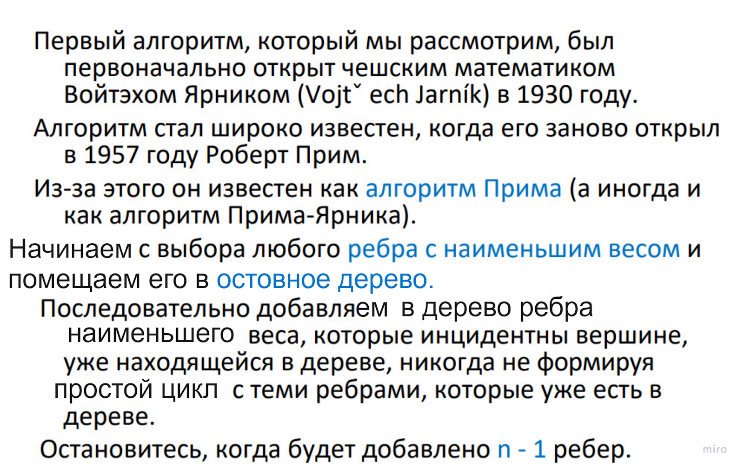 Первый алгоритм, который мы рассмотрим, был
первоначально открыт чешским математиком
Войтэхом Ярником (Vojtˇ ech Jarník) в 1930 году.
Алгоритм стал широко известен, когда его заново открыл
в 1957 году Роберт Прим.
Из-за этого он известен как алгоритм Прима (а иногда и
как алгоритм Прима-Ярника).
Начинаем с выбора любого ребра с наименьшим весом и
помещаем его в остовное дерево.
Последовательно добавляем в дерево ребра
наименьшего веса, которые инцидентны вершине,
уже находящейся в дереве, никогда не формируя
простой цикл с теми ребрами, которые уже есть в
дереве.
Остановитесь, когда будет добавлено n - 1 ребер.
miro